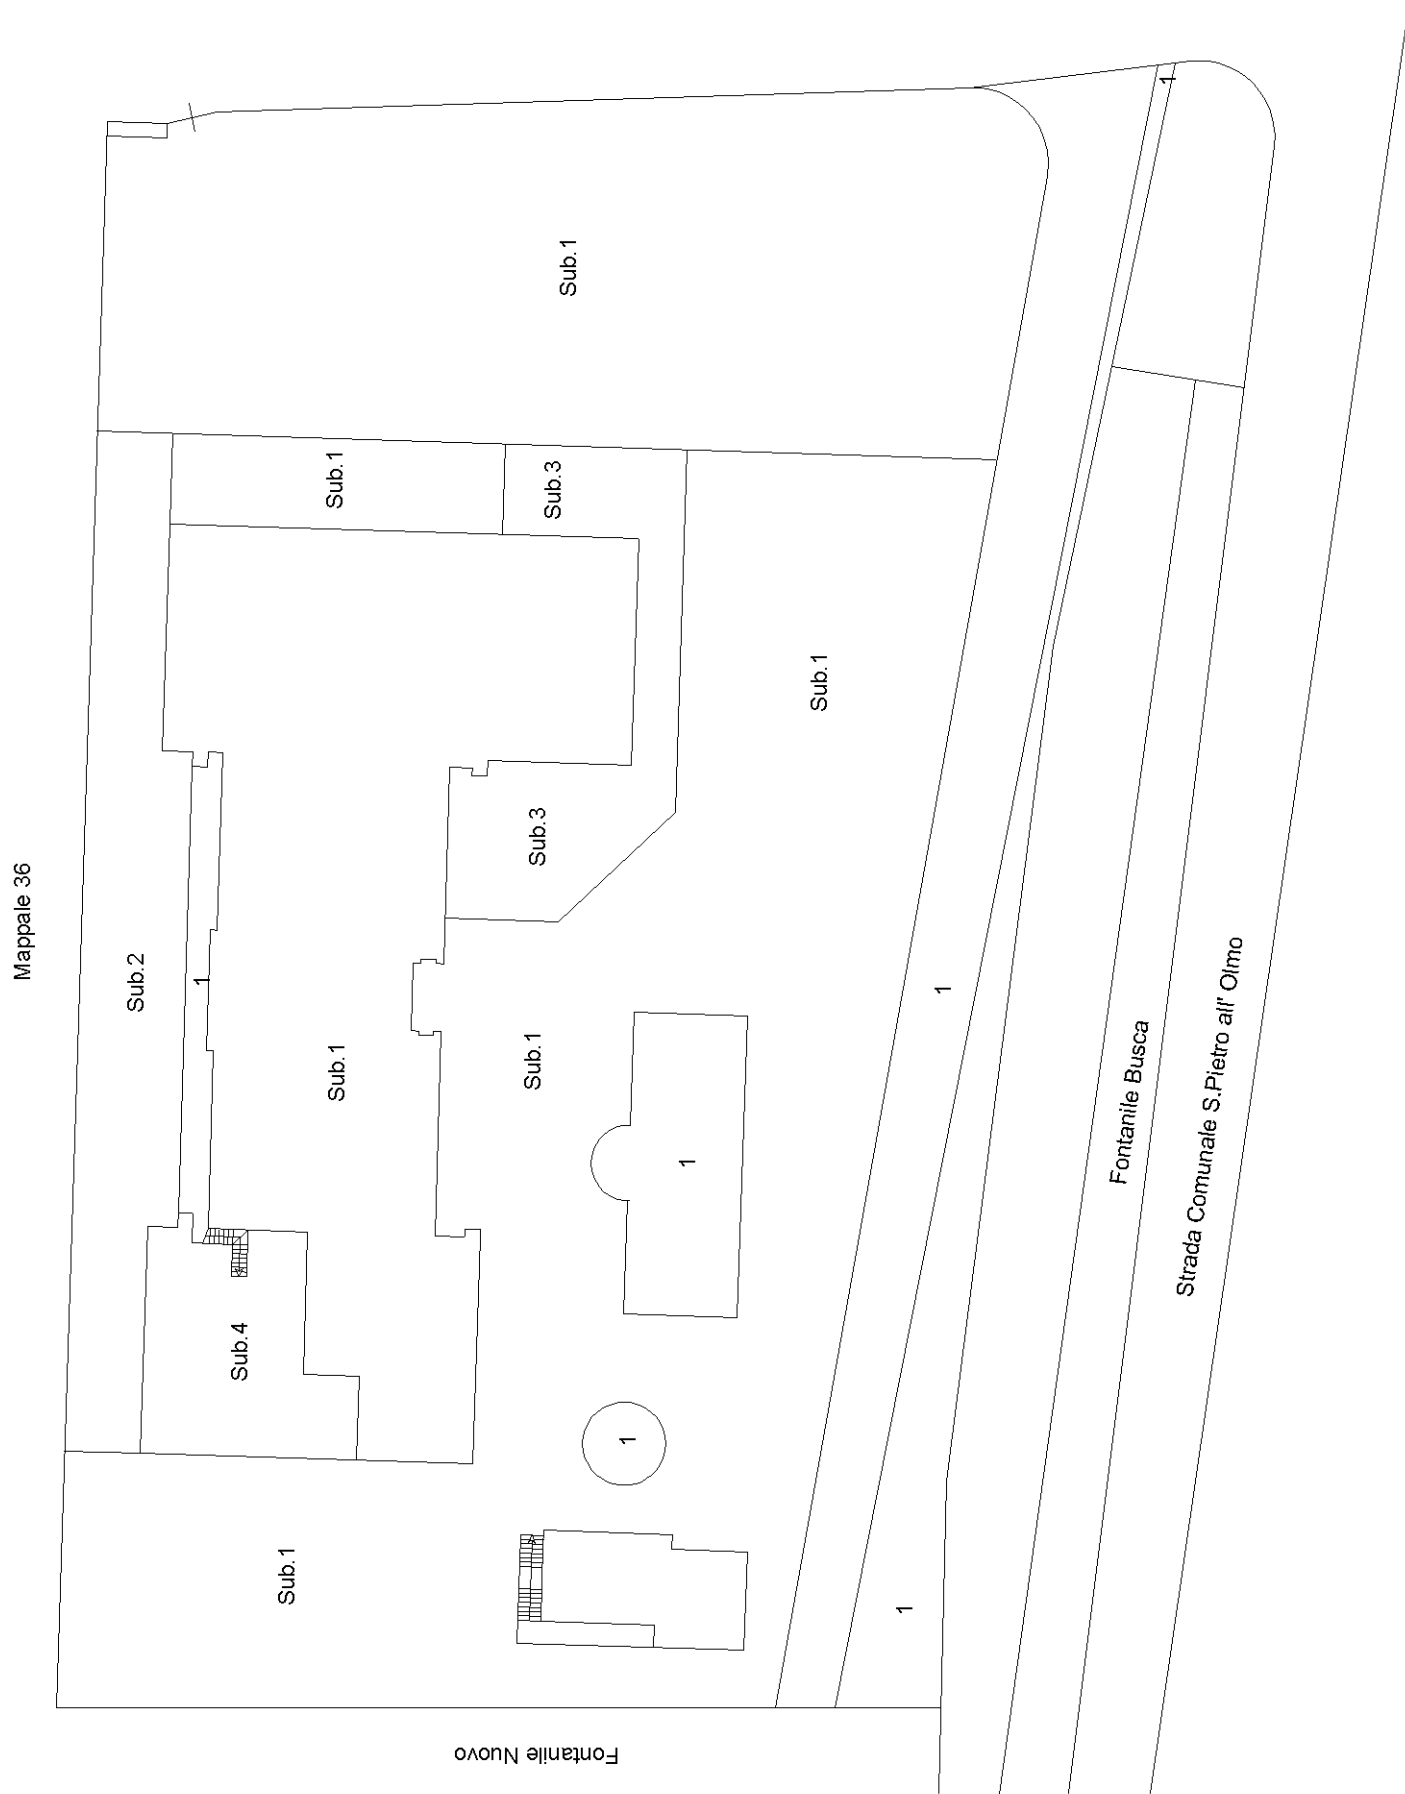 1
Sub.1
Sub.1
Sub.3
Sub.1
Sub.3
Mappale 36
Sub.2
1
1
Sub.1
Sub.1
Fontanile Busca
Strada Comunale S.Pietro all' Olmo
1
Sub.4
1
Sub.1
1
Fontanile Nuovo